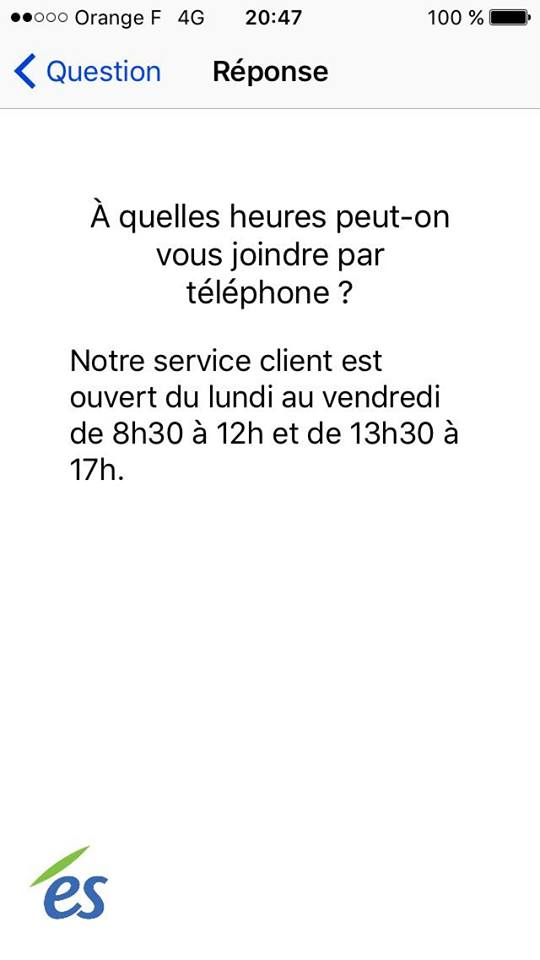 Orange F 4G 20:47 100 %
Question Réponse
À quelles heures peut-on
vous joindre par
téléphone ?
Notre service client est
ouvert du lundi au vendredi
de 8h30 à 12h et de 13h30 à
17h.
és